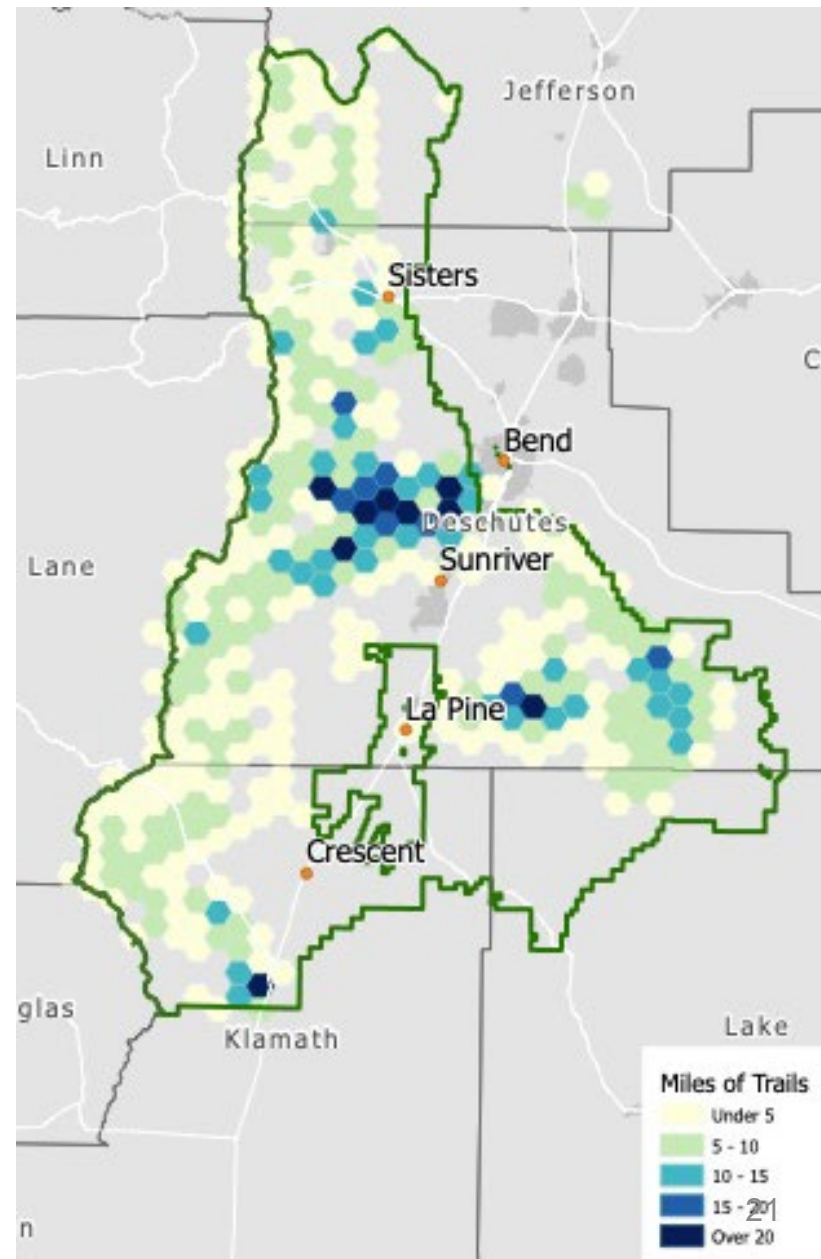 Jefferson
Linn
Sisters
C
Bend
Deschutes
Lane
Sunriver
La Pine
Crescent
glas
Lake
Klamath
Miles of Trails
Under 5
5 - 10
10 - 15
15 - 20
21
Over 20
n